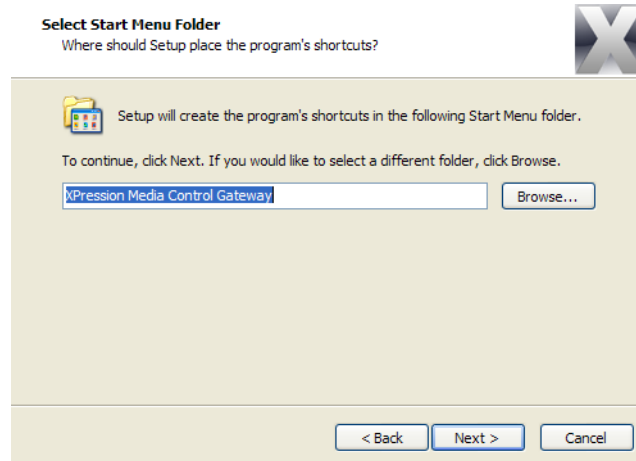 Select Start Menu Folder
Where should Setup place the program's shortcuts?
X
Setup will create the program's shortcuts in the following Start Menu folder.
To continue, click Next. If you would like to select a different folder, click Browse.
XPression Media Control Gateway
Browse...
< Back
Next >
Cancel